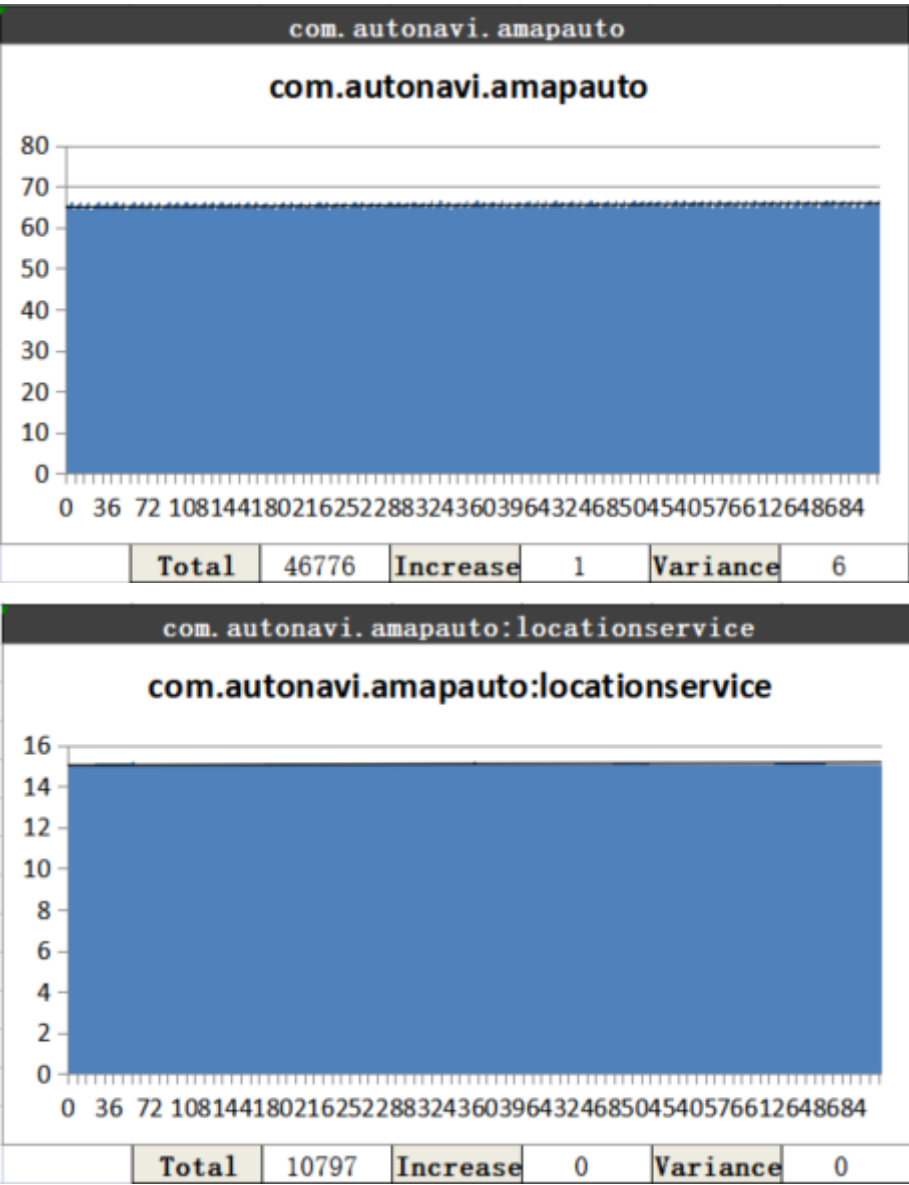 com.autonavi.amapauto
com.autonavi.amapauto
80
70
60
50
40
30
20
10
0
0 36 72 108144180216252288324360396432468504540576612648684
Total 46776 Increase 1 Variance 6
com.autonavi.amapauto:locationservice
com.autonavi.amapauto:locationservice
16
14
12
10
8
6
4
2
0
0 36 72 108144180216252288324360396432468504540576612648684
Total 10797 Increase 0 Variance 0